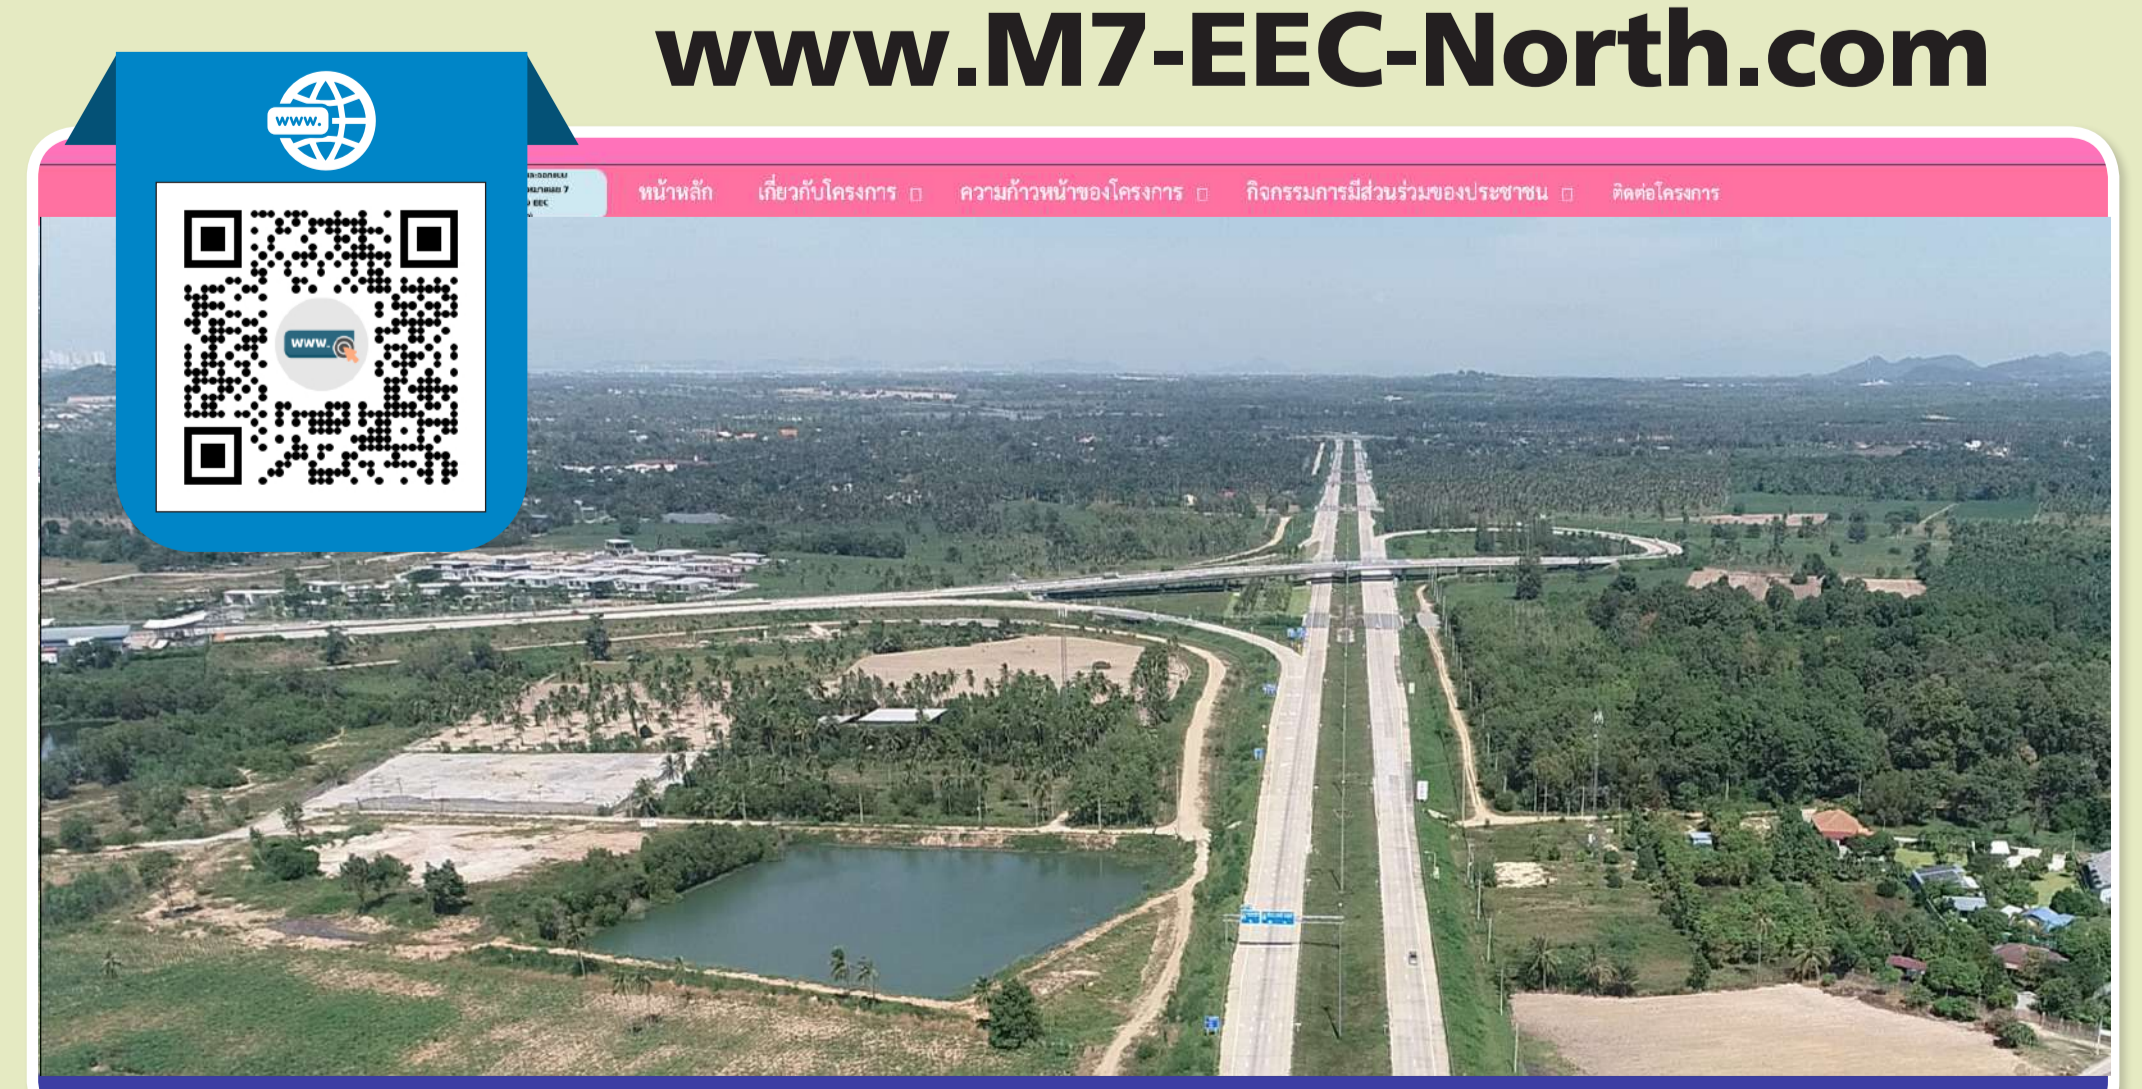 www.M7-EEC-North.com
www.
หน้าหลัก เกี่ยวกับโครงการ ความก้าวหน้าของโครงการ กิจกรรมการมีส่วนร่วมของประชาชน ติดต่อโครงการ
7
EEC
www.